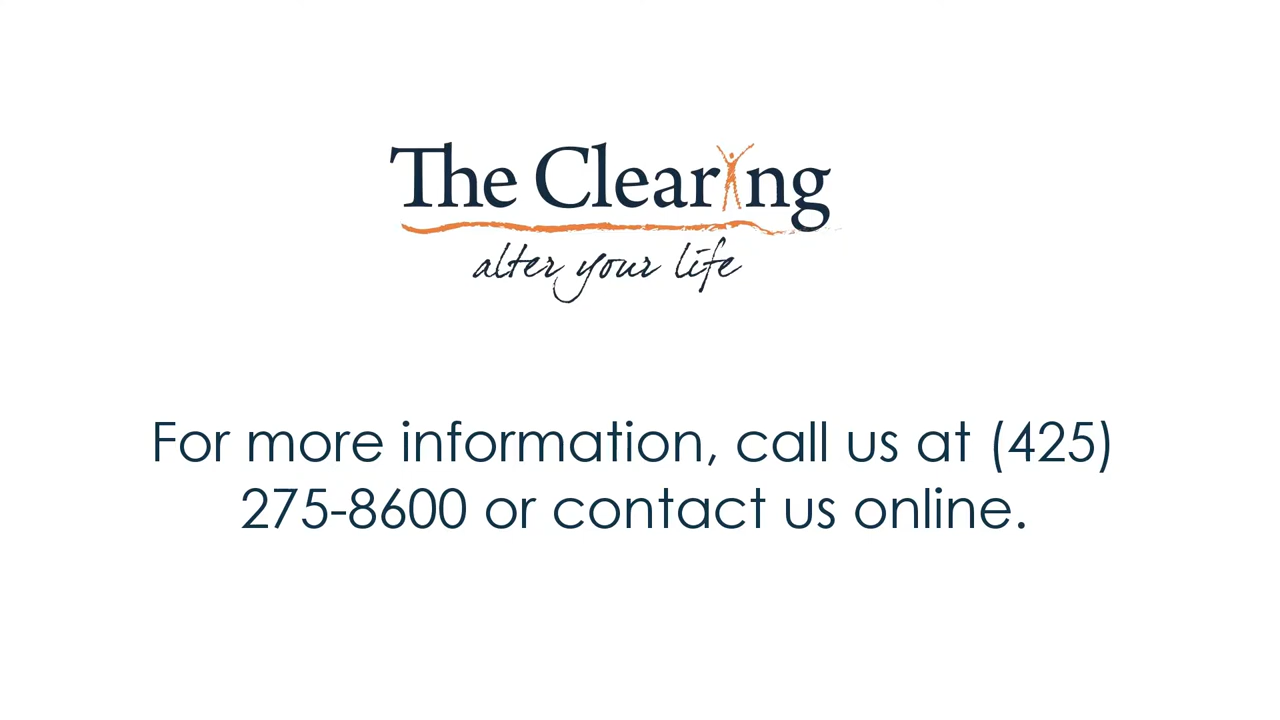 The Clearing
alter your life
For more information, call us at (425)
275-8600 or contact us online.